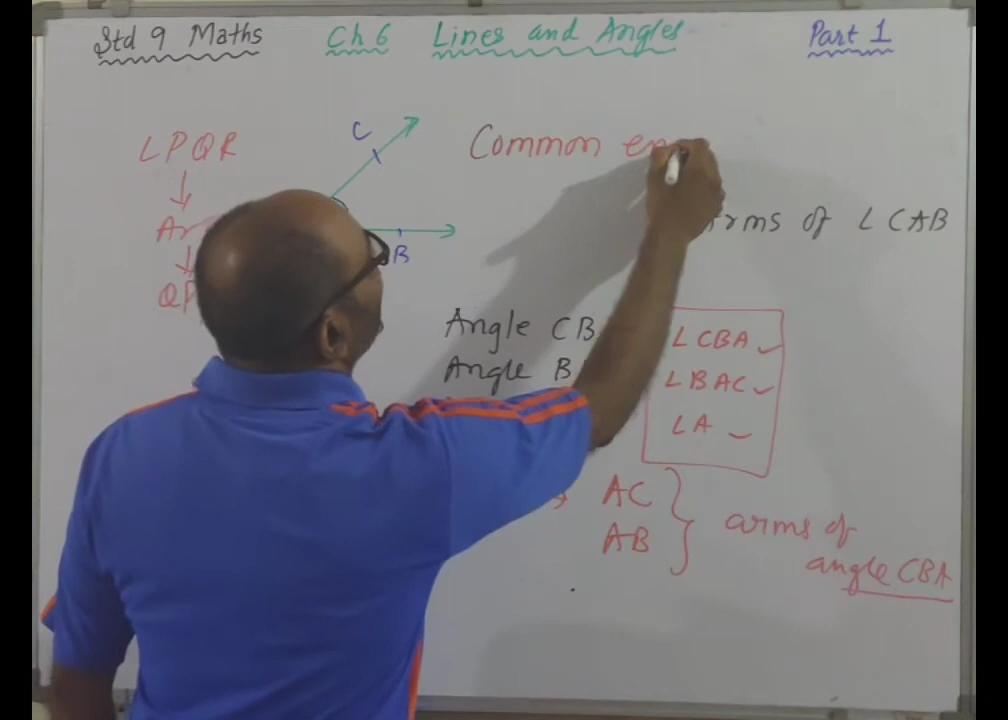 Std 9 Maths Ch 6 Lines and Angles Part 1
∠PQR
C
B
Common en
arms of ∠CAB
Angle CB
Angle B
∠CBA
∠BAC
∠A
AC
AB
arms of
angle CBA